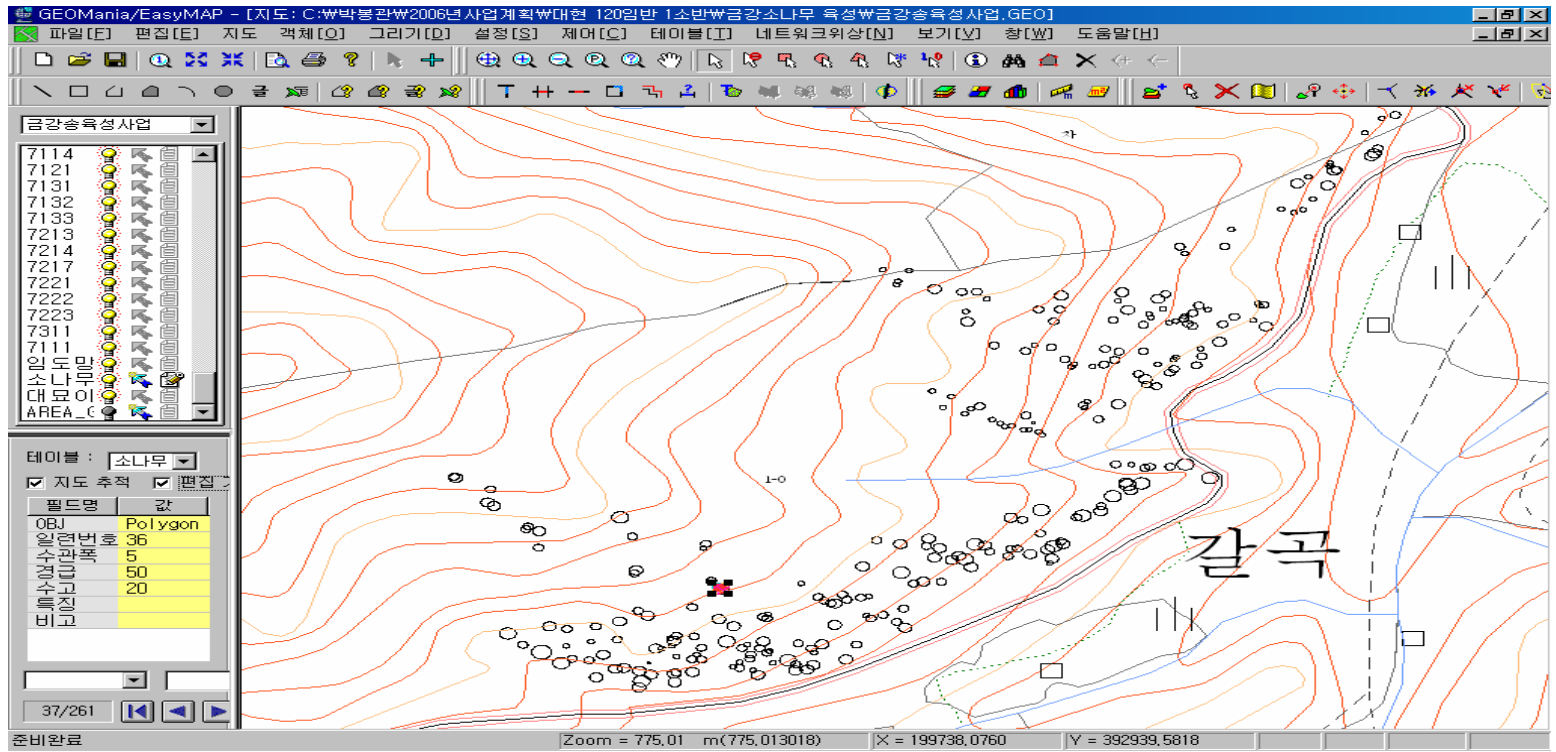 GEOMania/EasyMAP - [지도: C:₩박봉관₩2006년사업계획₩대현 120임반 1소반₩금강소나무 육성₩금강송육성사업.GEO]
파일[F] 편집[E] 지도 객체[O] 그리기[D] 설정[S] 제어[C] 테이블[T] 네트워크위상[N] 보기[V] 창[W] 도움말[H]
금강송육성사업
7114
7121
7131
7132
7133
7213
7214
7217
7221
7222
7223
7311
7111
임도망
소나무
대묘이
AREA_G
테이블 : 소나무
지도 추적 편집
필드명 값
OBJ Polygon
일련번호 36
수관폭 5
경급 50
수고 20
특징
비고
37/261
1-0
갈곡
준비완료 Zoom = 775,01 m(775,013018) X = 199738,0760 Y = 392939,5818